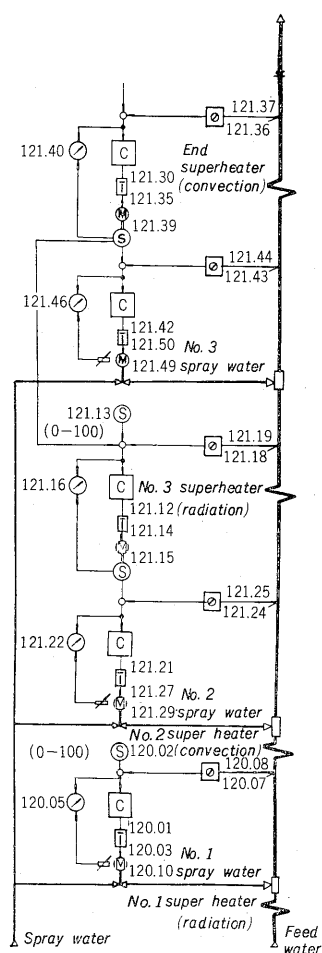 121.37
121.36
End
superheater
(convection)
121.40
C
121.30
121.35
M
121.39
S
121.44
121.43
121.46
C
121.42
121.50
No. 3
M
121.49 spray water
121.13 S
(0-100)
121.19
121.18
C No. 3 superheater
121.12 (radiation)
121.16
121.14
M
121.15
S
121.25
121.24
121.22
C
121.21
121.27 No. 2
M
121.29 spray water
No. 2 super heater
(0-100) S 120.02 (convection)
120.08
120.07
120.05
C
120.01
120.03 No. 1
M
120.10 spray water
No. 1 super heater
(radiation)
Spray water
Feed
water